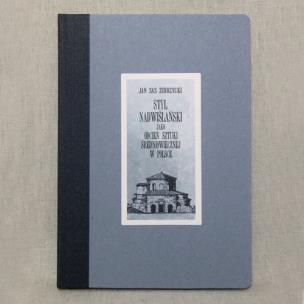 JAN SAS ZUBRZYCKI
STYL
NADWIŚLAŃSKI
JAKO
ODCIEŃ SZTUKI
ŚREDNIOWIECZNEJ
W POLSCE